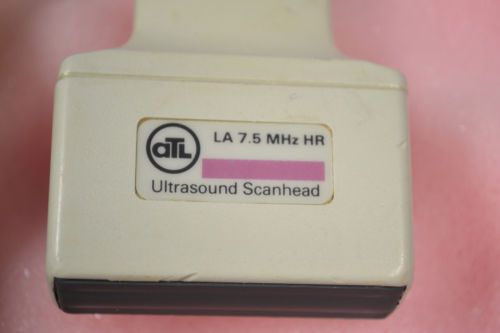 aTL
LA 7.5 MHz HR
Ultrasound Scanhead